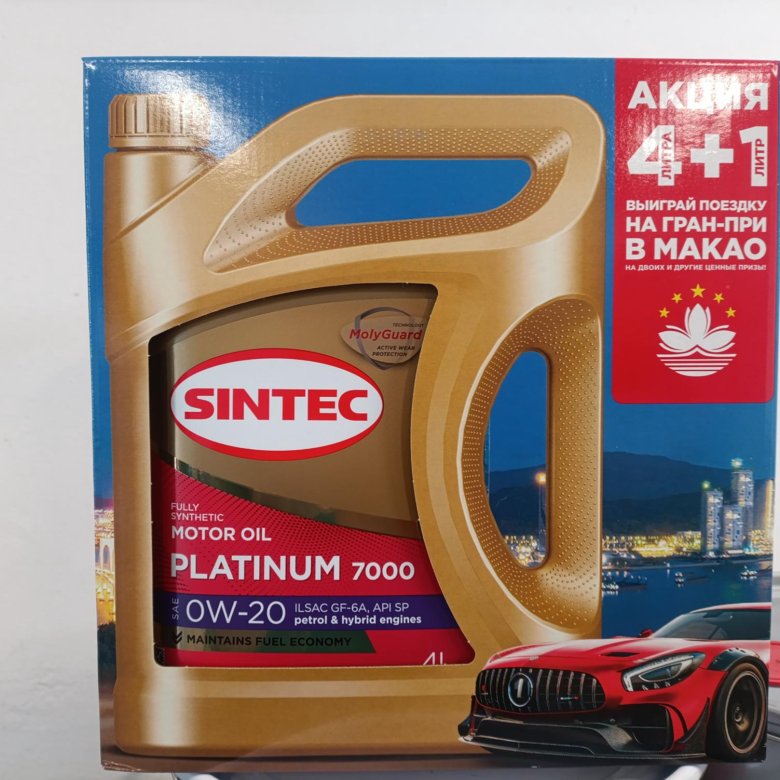 АКЦИЯ
4 ЛИТРА + 1 ЛИТР
ВЫИГРАЙ ПОЕЗДКУ
НА ГРАН-ПРИ
В МАКАО
НА ДВОИХ И ДРУГИЕ ЦЕННЫЕ ПРИЗЫ!
TECHNOLOGY
MolyGuard
ACTIVE WEAR
PROTECTION
SINTEC
FULLY
SYNTHETIC
MOTOR OIL
PLATINUM 7000
SAE 0W-20
ILSAC GF-6A, API SP
petrol & hybrid engines
MAINTAINS FUEL ECONOMY
4L